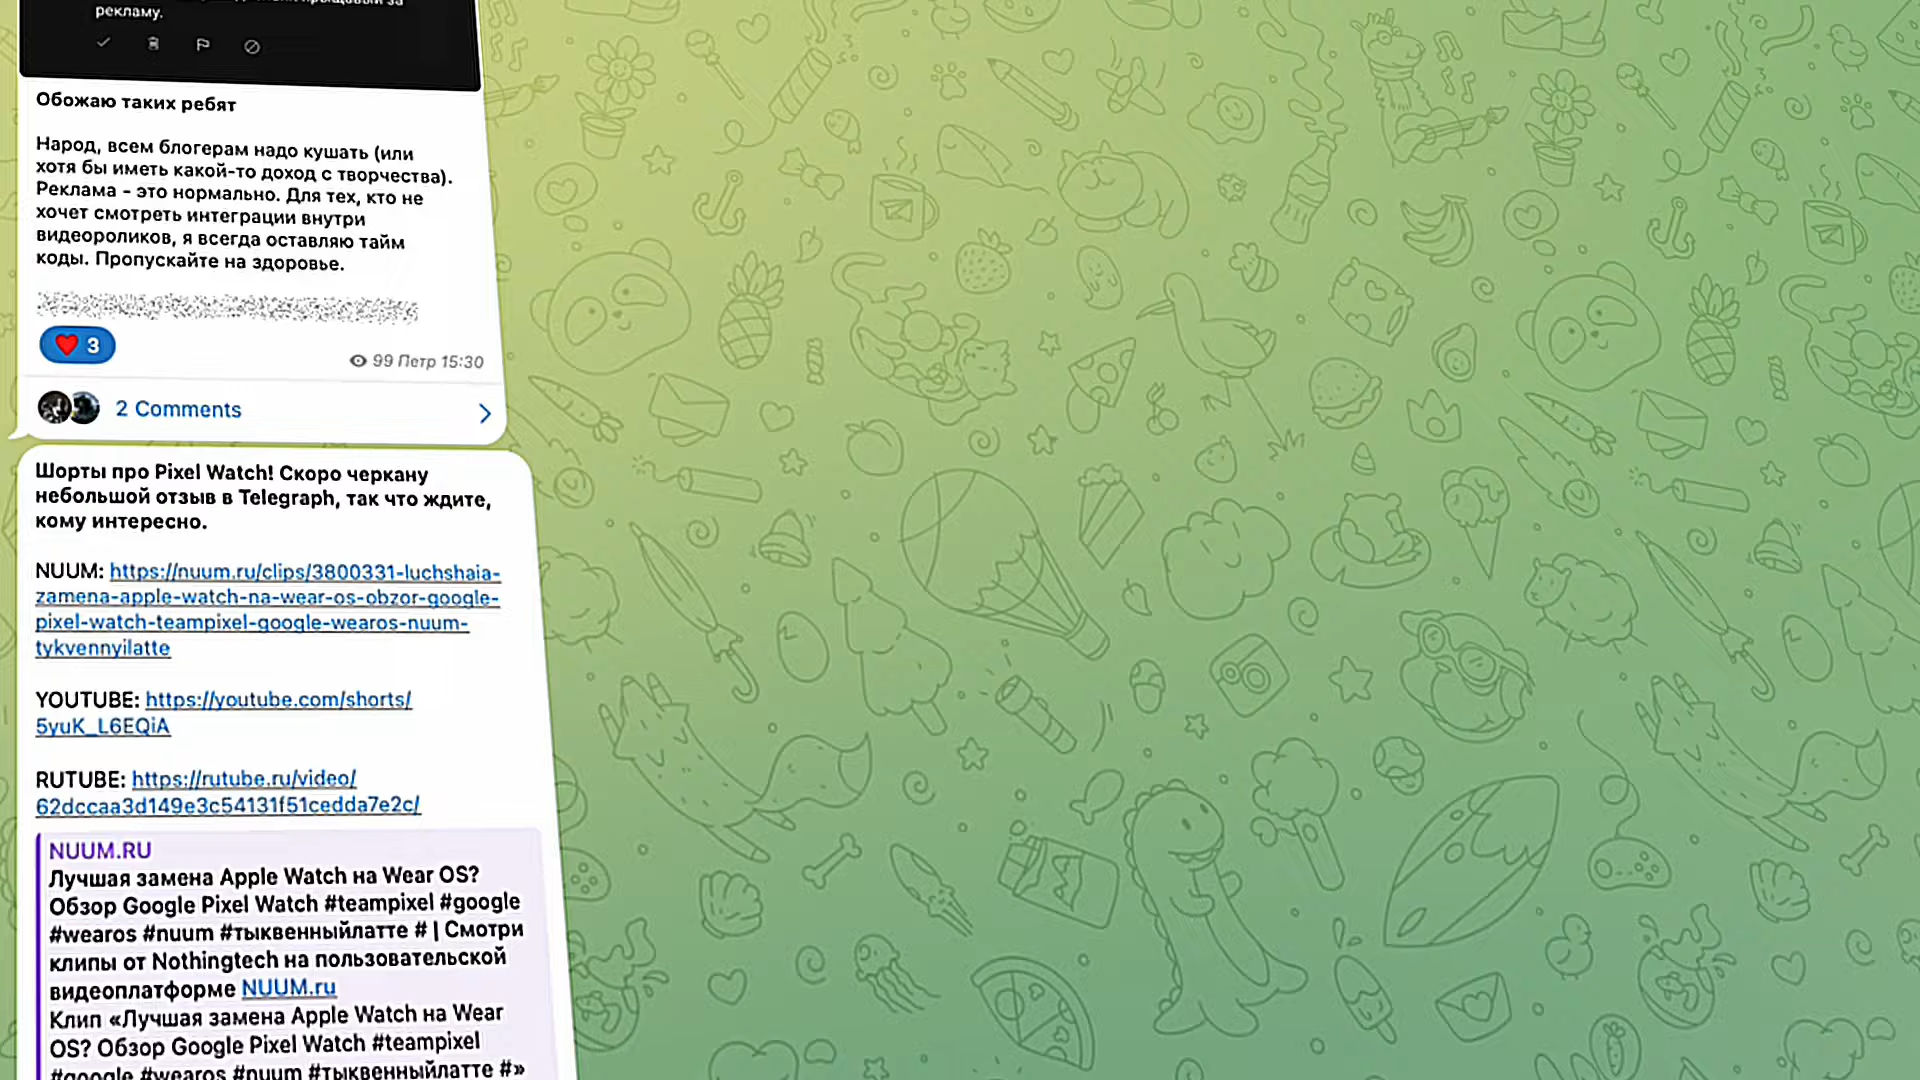 рекламу.
Обожаю таких ребят
Народ, всем блогерам надо кушать (или
хотя бы иметь какой-то доход с творчества).
Реклама - это нормально. Для тех, кто не
хочет смотреть интеграции внутри
видеороликов, я всегда оставляю тайм
коды. Пропускайте на здоровье.
3
99 Петр 15:30
2 Comments
Шорты про Pixel Watch! Скоро черкану
небольшой отзыв в Telegraph, так что ждите,
кому интересно.
NUUM: https://nuum.ru/clips/3800331-luchshaia-
zamena-apple-watch-na-wear-os-obzor-google-
pixel-watch-teampixel-google-wearos-nuum-
tykvennyilatte
YOUTUBE: https://youtube.com/shorts/
5yuK_L6EQiA
RUTUBE: https://rutube.ru/video/
62dccaa3d149e3c54131f51cedda7e2c/
NUUM.RU
Лучшая замена Apple Watch на Wear OS?
Обзор Google Pixel Watch #teampixel #google
#wearos #nuum #тыквенныйлатте # | Смотри
клипы от Nothingtech на пользовательской
видеоплатформе NUUM.ru
Клип «Лучшая замена Apple Watch на Wear
OS? Обзор Google Pixel Watch #teampixel
#google #wearos #nuum #тыквенныйлатте #»